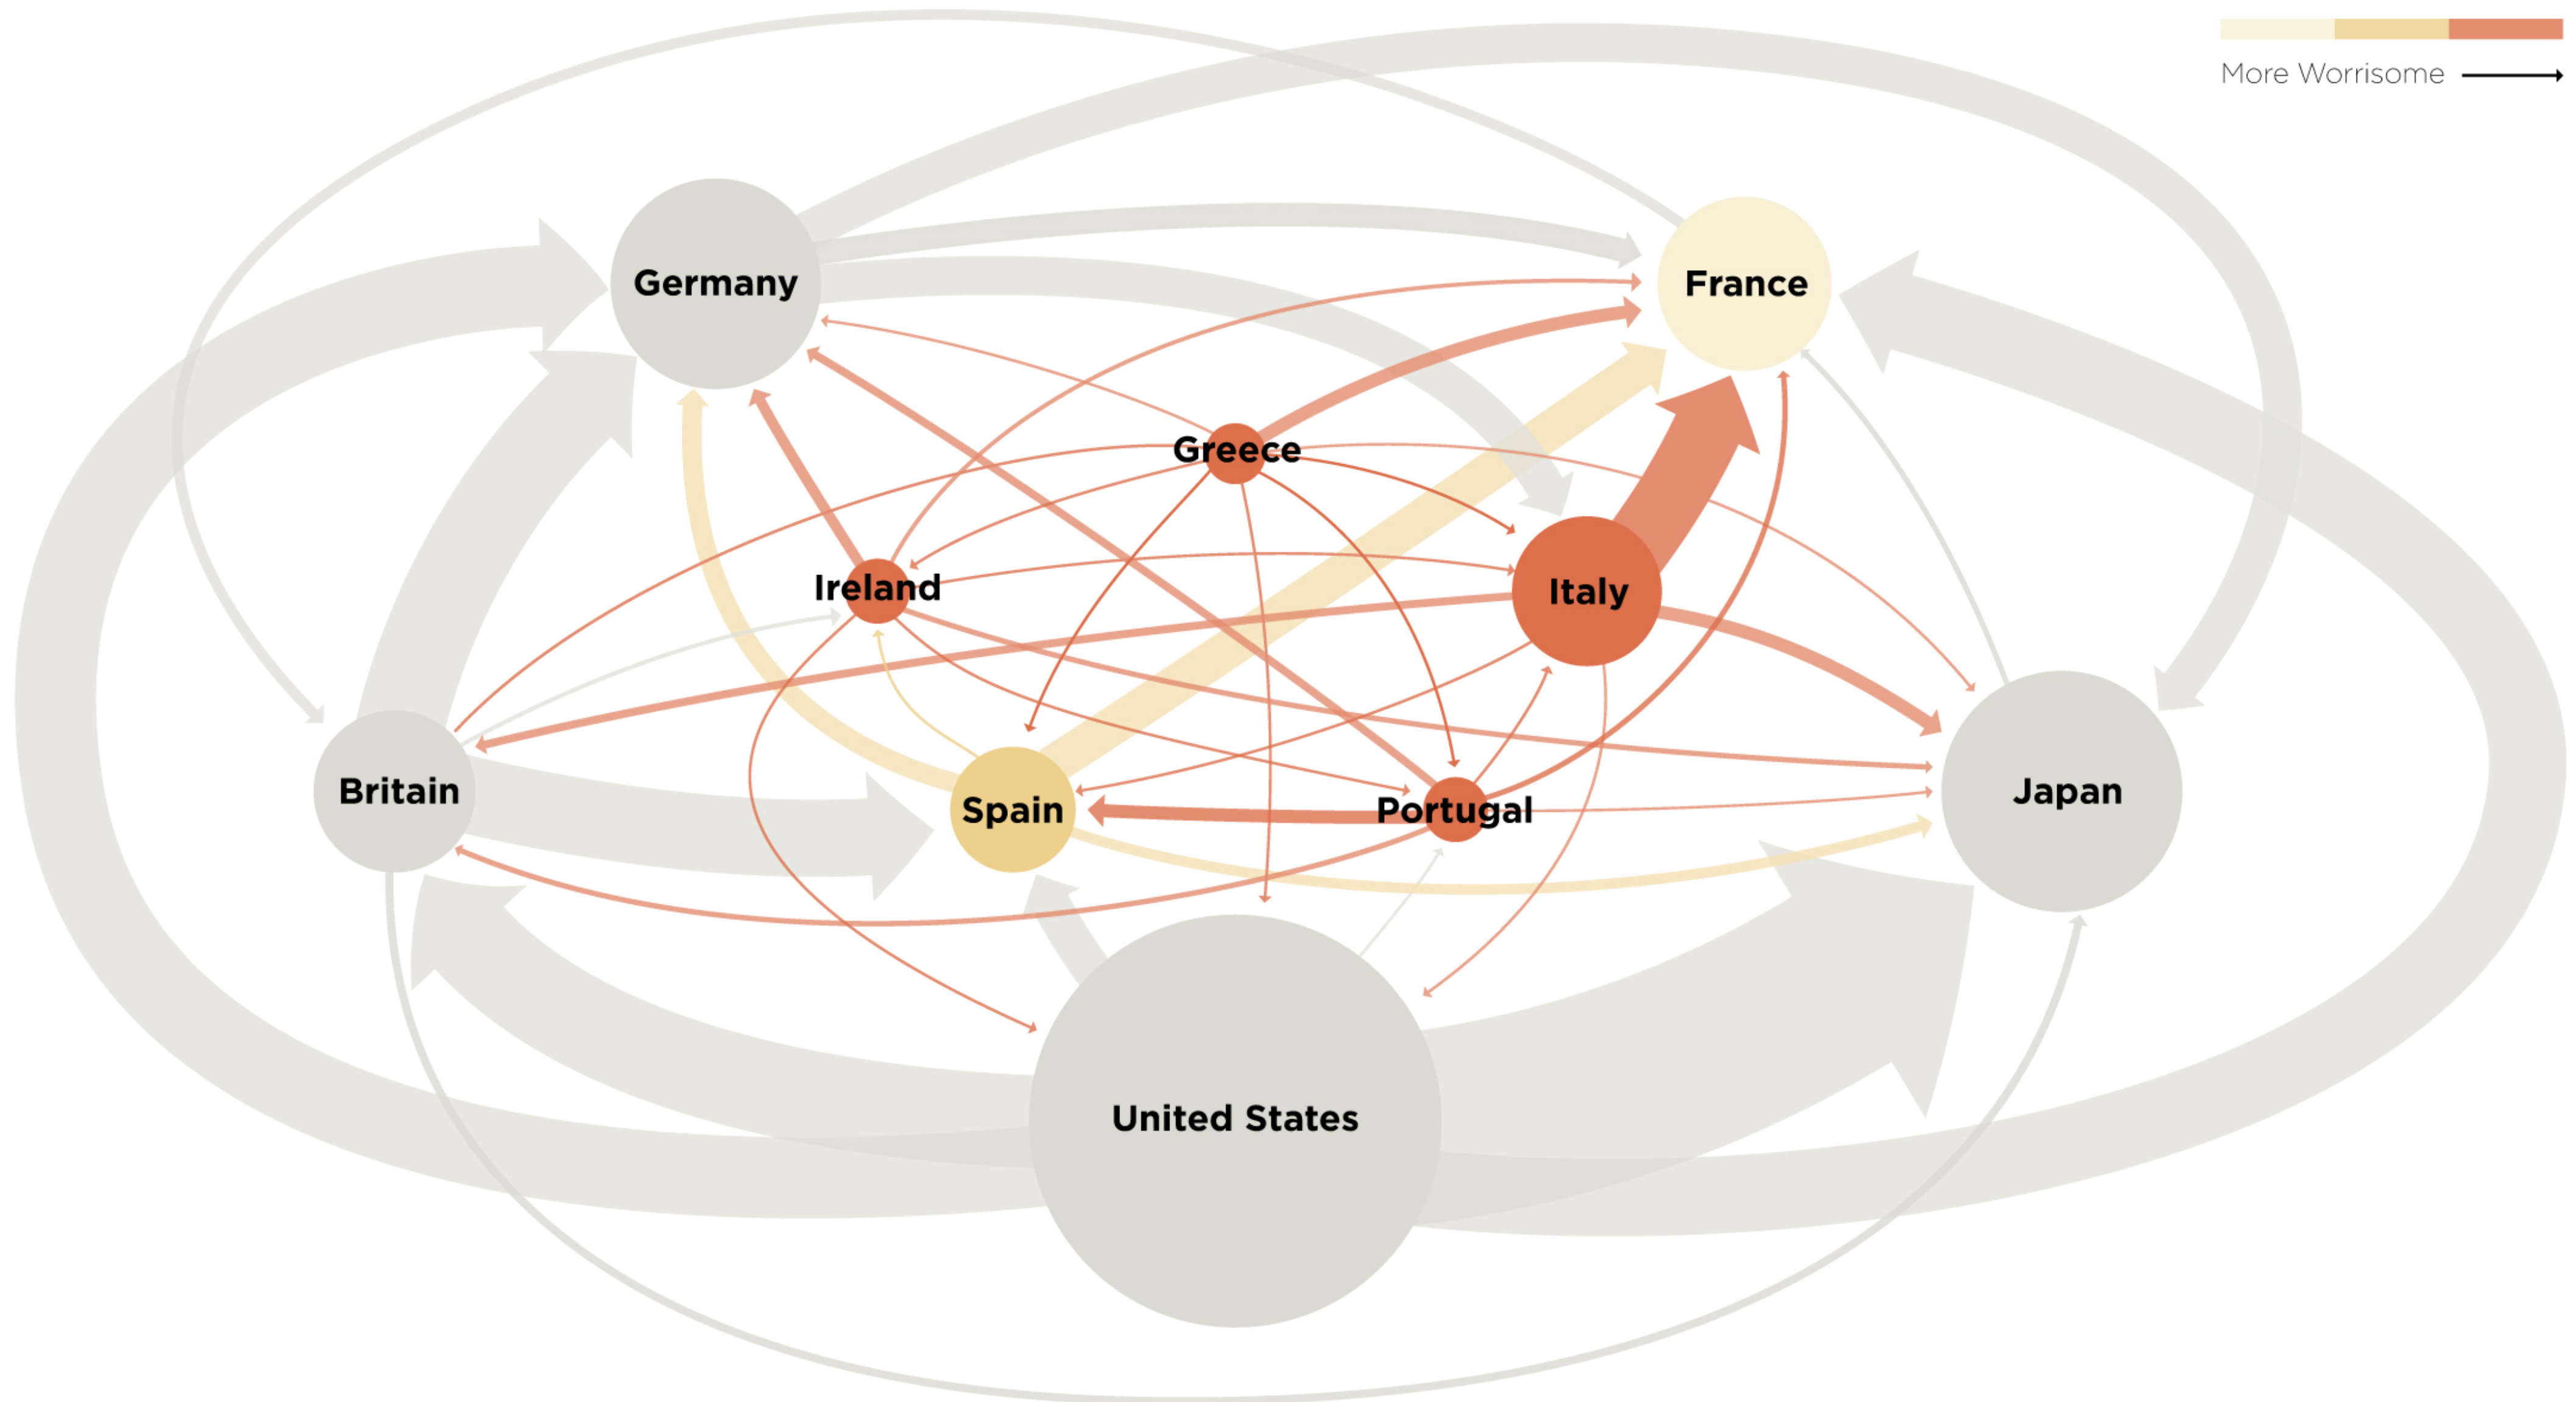 More Worrisome
Germany
France
Greece
Ireland
Italy
Britain
Spain
Portugal
Japan
United States